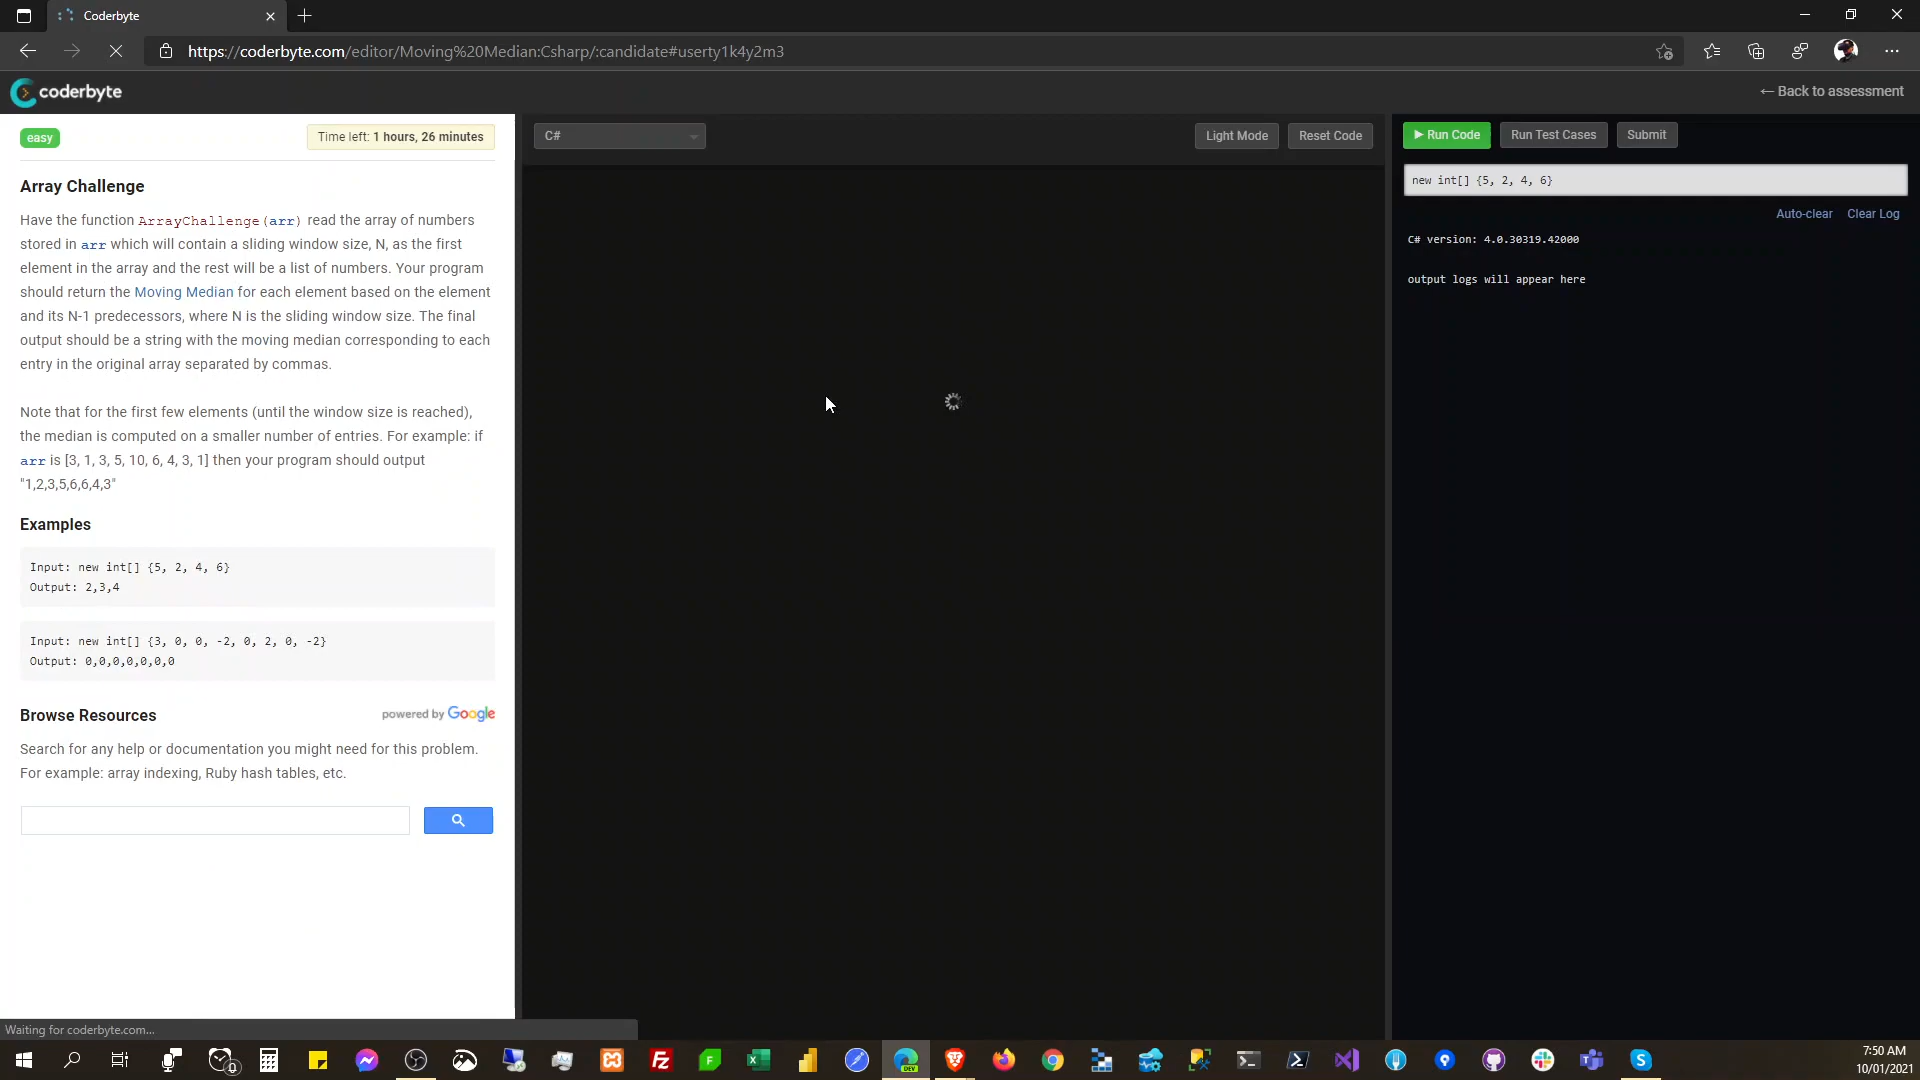 Coderbyte
https://coderbyte.com/editor/Moving%20Median:Csharp/:candidate#userty1k4y2m3
coderbyte
← Back to assessment
easy
Time left: 1 hours, 26 minutes
Array Challenge
Have the function ArrayChallenge(arr) read the array of numbers
stored in arr which will contain a sliding window size, N, as the first
element in the array and the rest will be a list of numbers. Your program
should return the Moving Median for each element based on the element
and its N-1 predecessors, where N is the sliding window size. The final
output should be a string with the moving median corresponding to each
entry in the original array separated by commas.
Note that for the first few elements (until the window size is reached),
the median is computed on a smaller number of entries. For example: if
arr is [3, 1, 3, 5, 10, 6, 4, 3, 1] then your program should output
"1,2,3,5,6,6,4,3"
Examples
Input: new int[] {5, 2, 4, 6}
Output: 2,3,4
Input: new int[] {3, 0, 0, -2, 0, 2, 0, -2}
Output: 0,0,0,0,0,0,0
Browse Resources
powered by Google
Search for any help or documentation you might need for this problem.
For example: array indexing, Ruby hash tables, etc.
C#
Light Mode
Reset Code
Run Code
Run Test Cases
Submit
new int[] {5, 2, 4, 6}
Auto-clear
Clear Log
C# version: 4.0.30319.42000
output logs will appear here
Waiting for coderbyte.com...
DEV
7:50 AM
10/01/2021